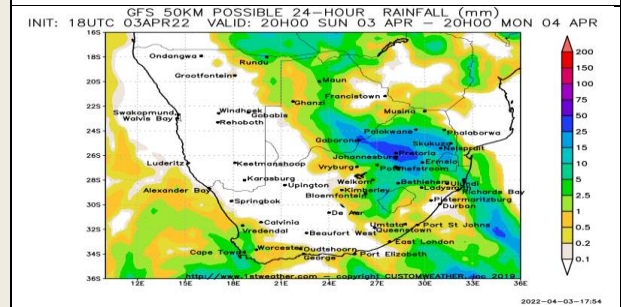 GFS 50KM POSSIBLE 24-HOUR RAINFALL (mm)
INIT: 18UTC 03APR22 VALID: 20H00 SUN 03 APR – 20H00 MON 04 APR
16S
Ondangwa
Rundu
18S
Grootfontein
20S
Maun
Francistown
22S
Ghanzi
Musina
Swakopmund
Walvis Bay
Windhoek
Gobabis
Rehoboth
24S
Polokwane
Phalaborwa
Gaborone
Skukuza
Nelspruit
26S
Pretoria
Johannesburg
Ermelo
Luderitz
Keetmanshoop
Vryburg
Potchefstroom
28S
Karasburg
Upington
Welkom
Bethlehem
Ulundi
Ladysmith
Richards Bay
Alexander Bay
Kimberley
Bloemfontein
Pietermaritzburg
30S
Springbok
Durban
De Aar
Calvinia
Umtata
Port St Johns
32S
Vredendal
Beaufort West
Queenstown
East London
34S
Worcester
Oudtshoorn
Cape Town
George
Port Elizabeth
36S
http://www.1stweather.com – copyright CUSTOMWEATHER, Inc 2019
12E 15E 18E 21E 24E 27E 30E 33E 36E
200
150
100
75
50
25
15
10
5
2.5
1
0.5
0.2
0.1
2022-04-03-17:54